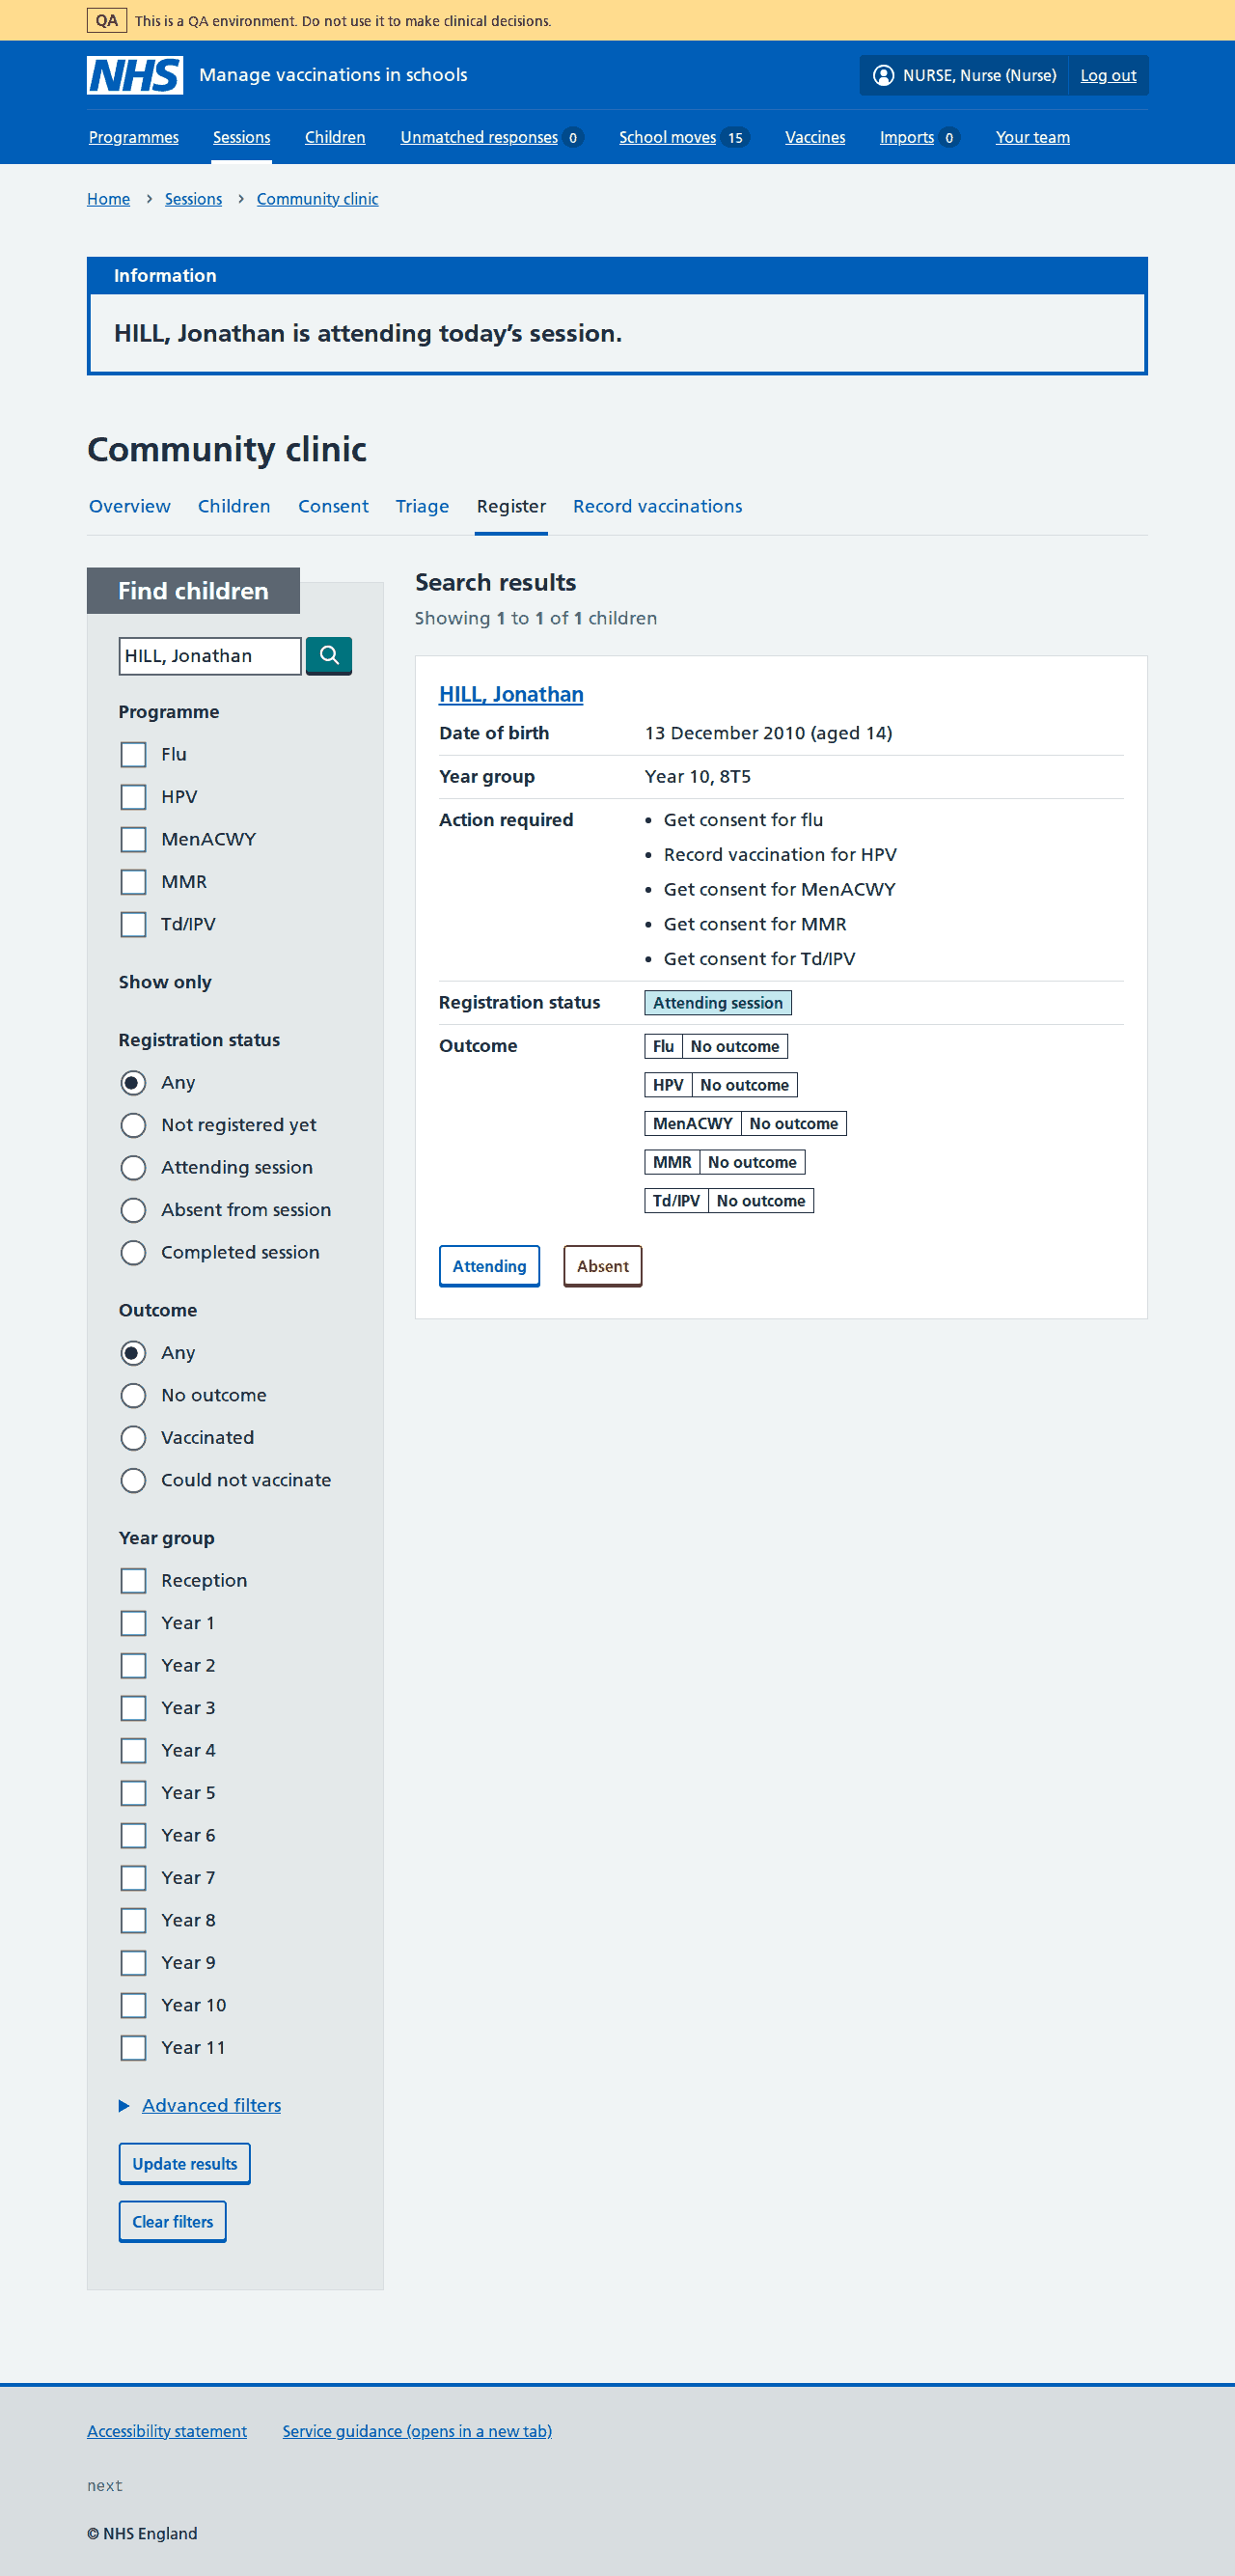 QA This is a QA environment. Do not use it to make clinical decisions.
NHS Manage vaccinations in schools NURSE, Nurse (Nurse) Log out
Programmes Sessions Children Unmatched responses 0 School moves 15 Vaccines Imports 0 Your team
Home › Sessions › Community clinic
Information
HILL, Jonathan is attending today’s session.
Community clinic
Overview Children Consent Triage Register Record vaccinations
Find children
HILL, Jonathan
Programme
Flu
HPV
MenACWY
MMR
Td/IPV
Show only
Registration status
Any
Not registered yet
Attending session
Absent from session
Completed session
Outcome
Any
No outcome
Vaccinated
Could not vaccinate
Year group
Reception
Year 1
Year 2
Year 3
Year 4
Year 5
Year 6
Year 7
Year 8
Year 9
Year 10
Year 11
Advanced filters
Update results
Clear filters
Search results
Showing 1 to 1 of 1 children
HILL, Jonathan
Date of birth 13 December 2010 (aged 14)
Year group Year 10, 8T5
Action required • Get consent for flu
• Record vaccination for HPV
• Get consent for MenACWY
• Get consent for MMR
• Get consent for Td/IPV
Registration status Attending session
Outcome Flu No outcome
HPV No outcome
MenACWY No outcome
MMR No outcome
Td/IPV No outcome
Attending Absent
Accessibility statement Service guidance (opens in a new tab)
next
© NHS England